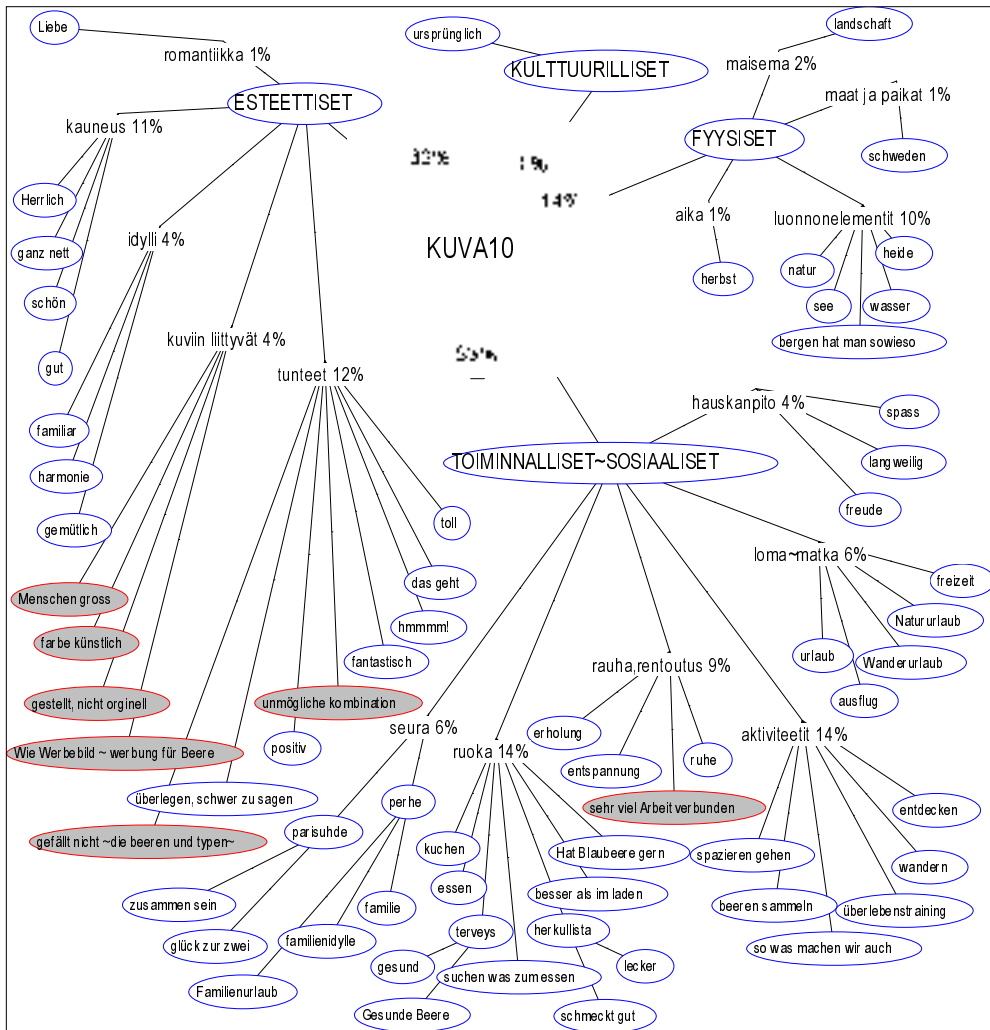 Liebe
ursprünglich
landschaft
romantiikka 1%
KULTTUURILLISET
maisema 2%
ESTEETTISET
maat ja paikat 1%
kauneus 11%
FYYSISET
schweden
32%
1%
14%
Herrlich
aika 1%
luonnonelementit 10%
idylli 4%
KUVA10
ganz nett
heide
natur
herbst
schön
see
wasser
kuviin liittyvät 4%
bergen hat man sowieso
53%
gut
tunteet 12%
hauskanpito 4%
spass
familiar
TOIMINNALLISET~SOSIAALISET
langweilig
harmonie
freude
gemütlich
toll
loma~matka 6%
das geht
freizeit
Menschen gross
hmmmm!
Natururlaub
farbe künstlich
urlaub
Wanderurlaub
fantastisch
rauha,rentoutus 9%
gestellt, nicht orginell
unmögliche kombination
ausflug
seura 6%
erholung
aktiviteetit 14%
Wie Werbebild ~ werbung für Beere
positiv
ruoka 14%
ruhe
entspannung
überlegen, schwer zu sagen
perhe
sehr viel Arbeit verbunden
entdecken
parisuhde
gefällt nicht ~die beeren und typen~
kuchen
Hat Blaubeere gern
spazieren gehen
wandern
essen
besser als im laden
zusammen sein
familie
beeren sammeln
überlebenstraining
terveys
herkullista
glück zur zwei
familienidylle
so was machen wir auch
gesund
lecker
suchen was zum essen
Familienurlaub
Gesunde Beere
schmeckt gut